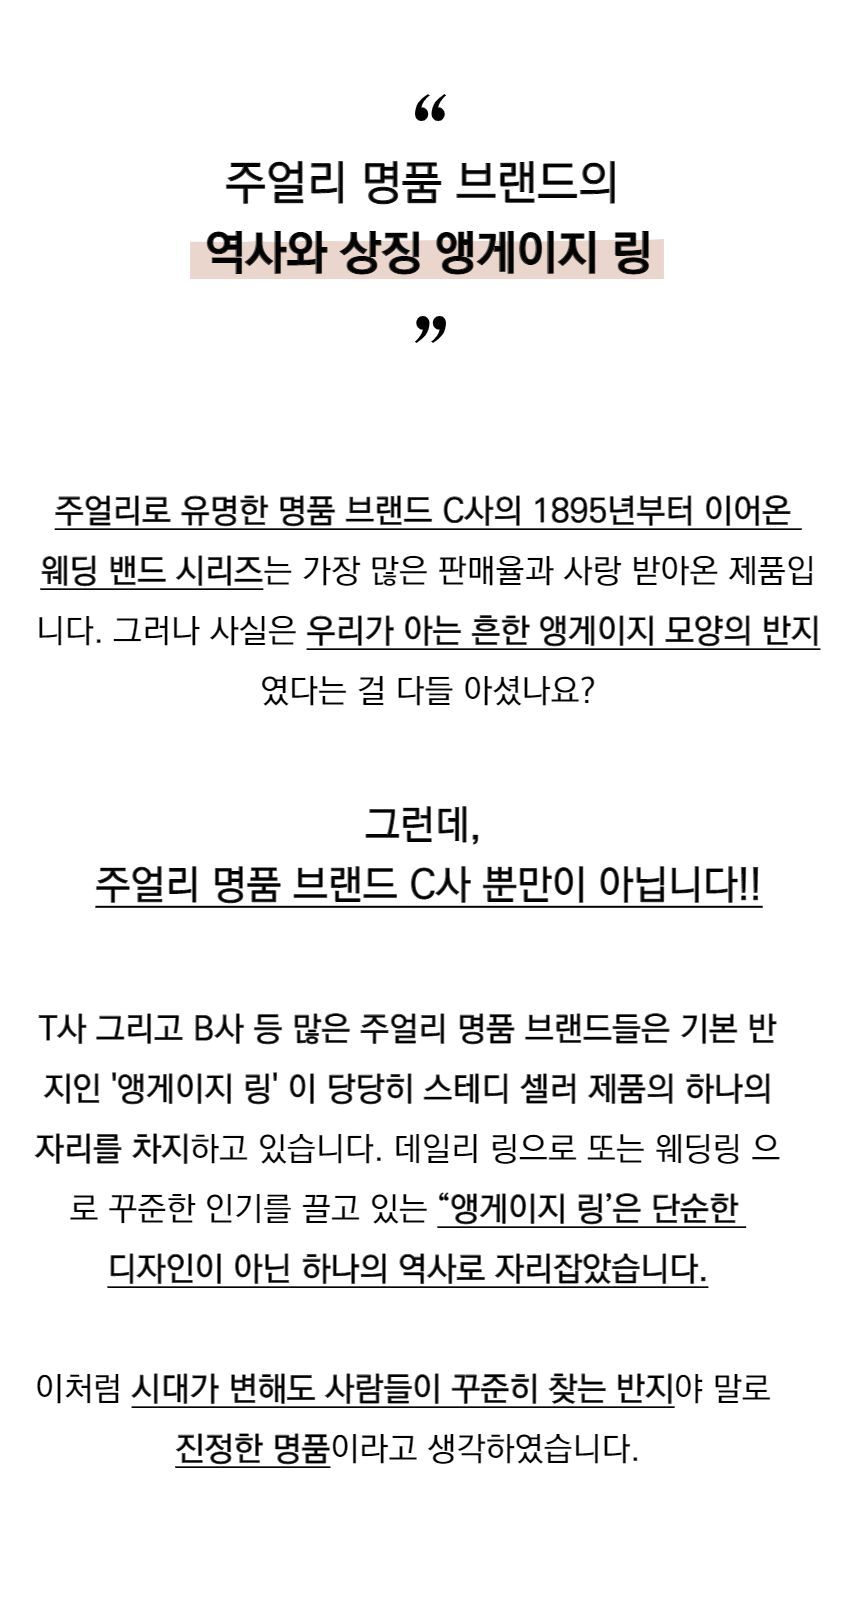 “
주얼리 명품 브랜드의
역사와 상징 앵게이지 링
”
주얼리로 유명한 명품 브랜드 C사의 1895년부터 이어온
웨딩 밴드 시리즈는 가장 많은 판매율과 사랑 받아온 제품입
니다. 그러나 사실은 우리가 아는 흔한 앵게이지 모양의 반지
였다는 걸 다들 아셨나요?
그런데,
주얼리 명품 브랜드 C사 뿐만이 아닙니다!!
T사 그리고 B사 등 많은 주얼리 명품 브랜드들은 기본 반
지인 '앵게이지 링' 이 당당히 스테디 셀러 제품의 하나의
자리를 차지하고 있습니다. 데일리 링으로 또는 웨딩링 으
로 꾸준한 인기를 끌고 있는 “앵게이지 링’은 단순한
디자인이 아닌 하나의 역사로 자리잡았습니다.
이처럼 시대가 변해도 사람들이 꾸준히 찾는 반지야 말로
진정한 명품이라고 생각하였습니다.